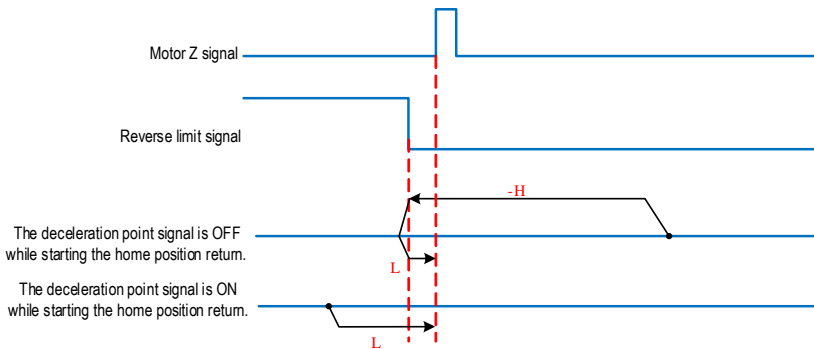 Motor Z signal
Reverse limit signal
-H
The deceleration point signal is OFF
while starting the home position return.
L
The deceleration point signal is ON
while starting the home position return.
L